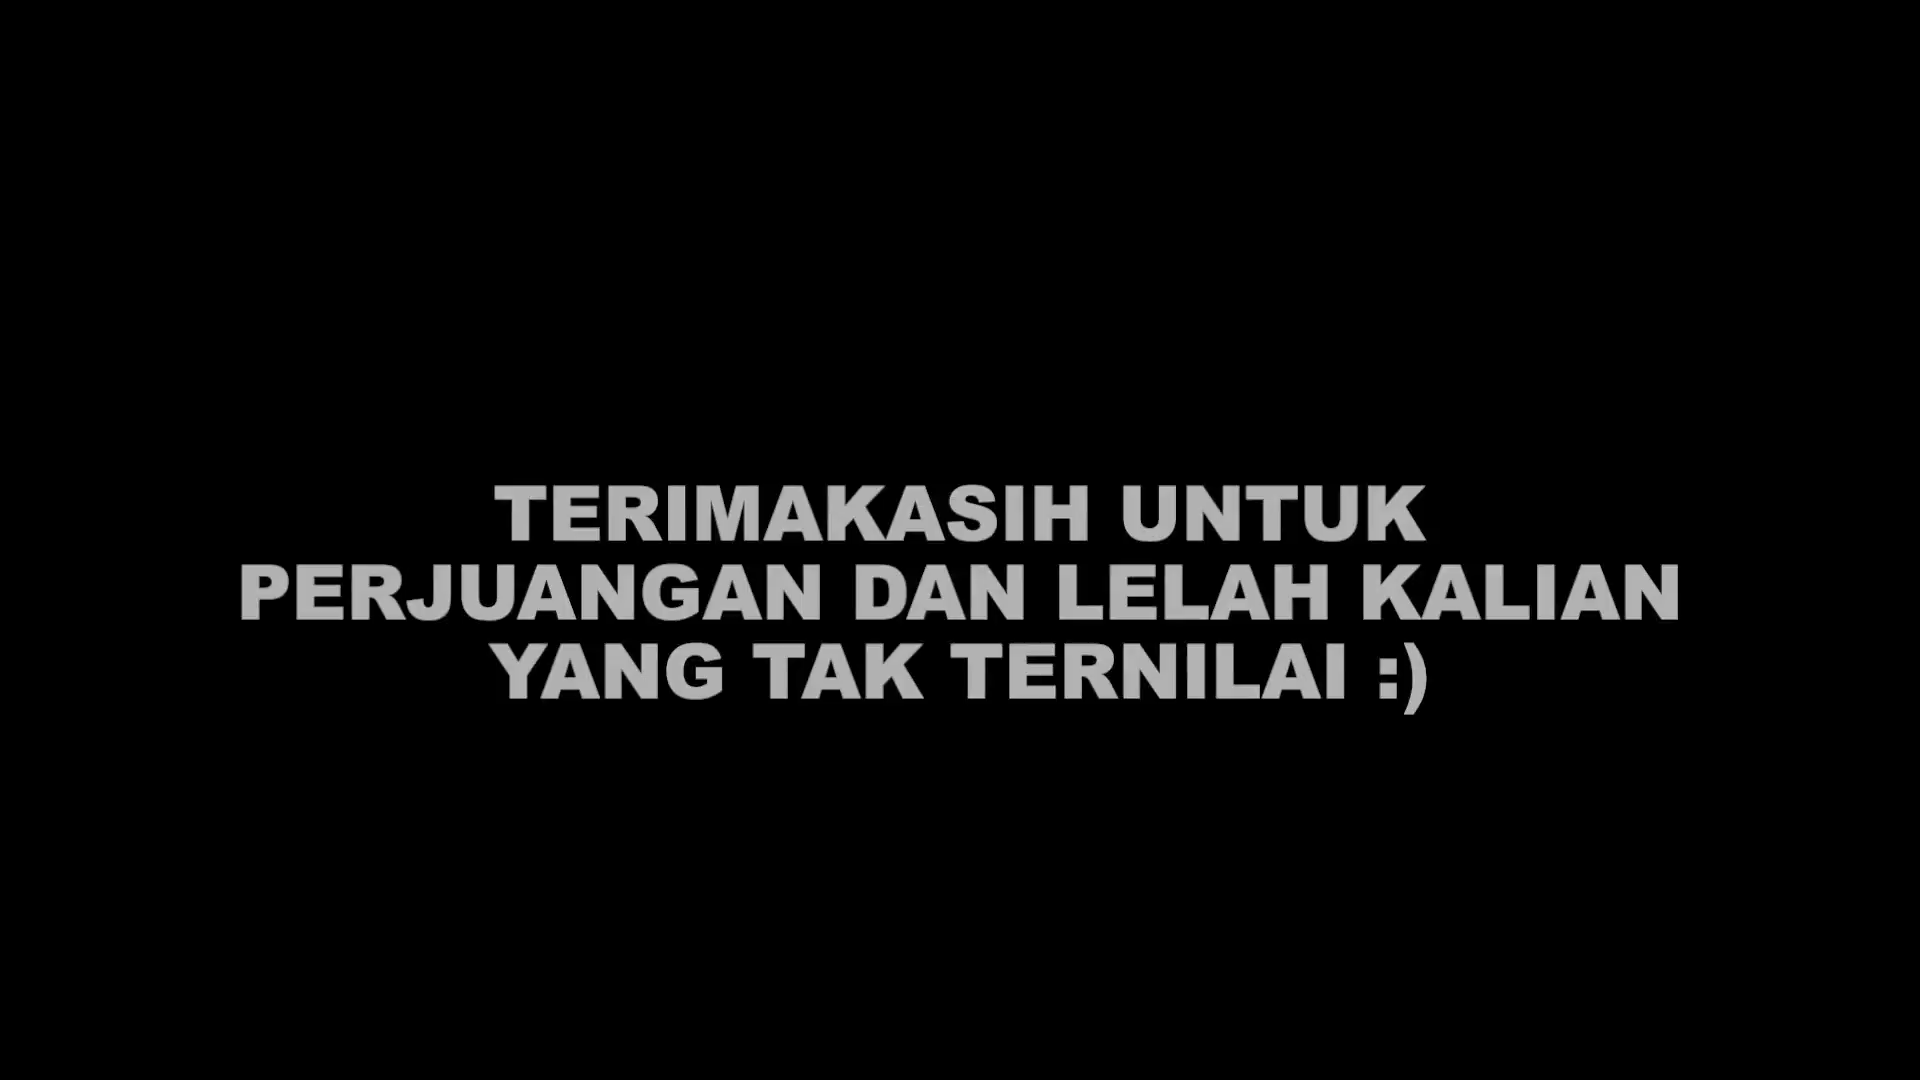 TERIMAKASIH UNTUK
PERJUANGAN DAN LELAH KALIAN
YANG TAK TERNILAI :)